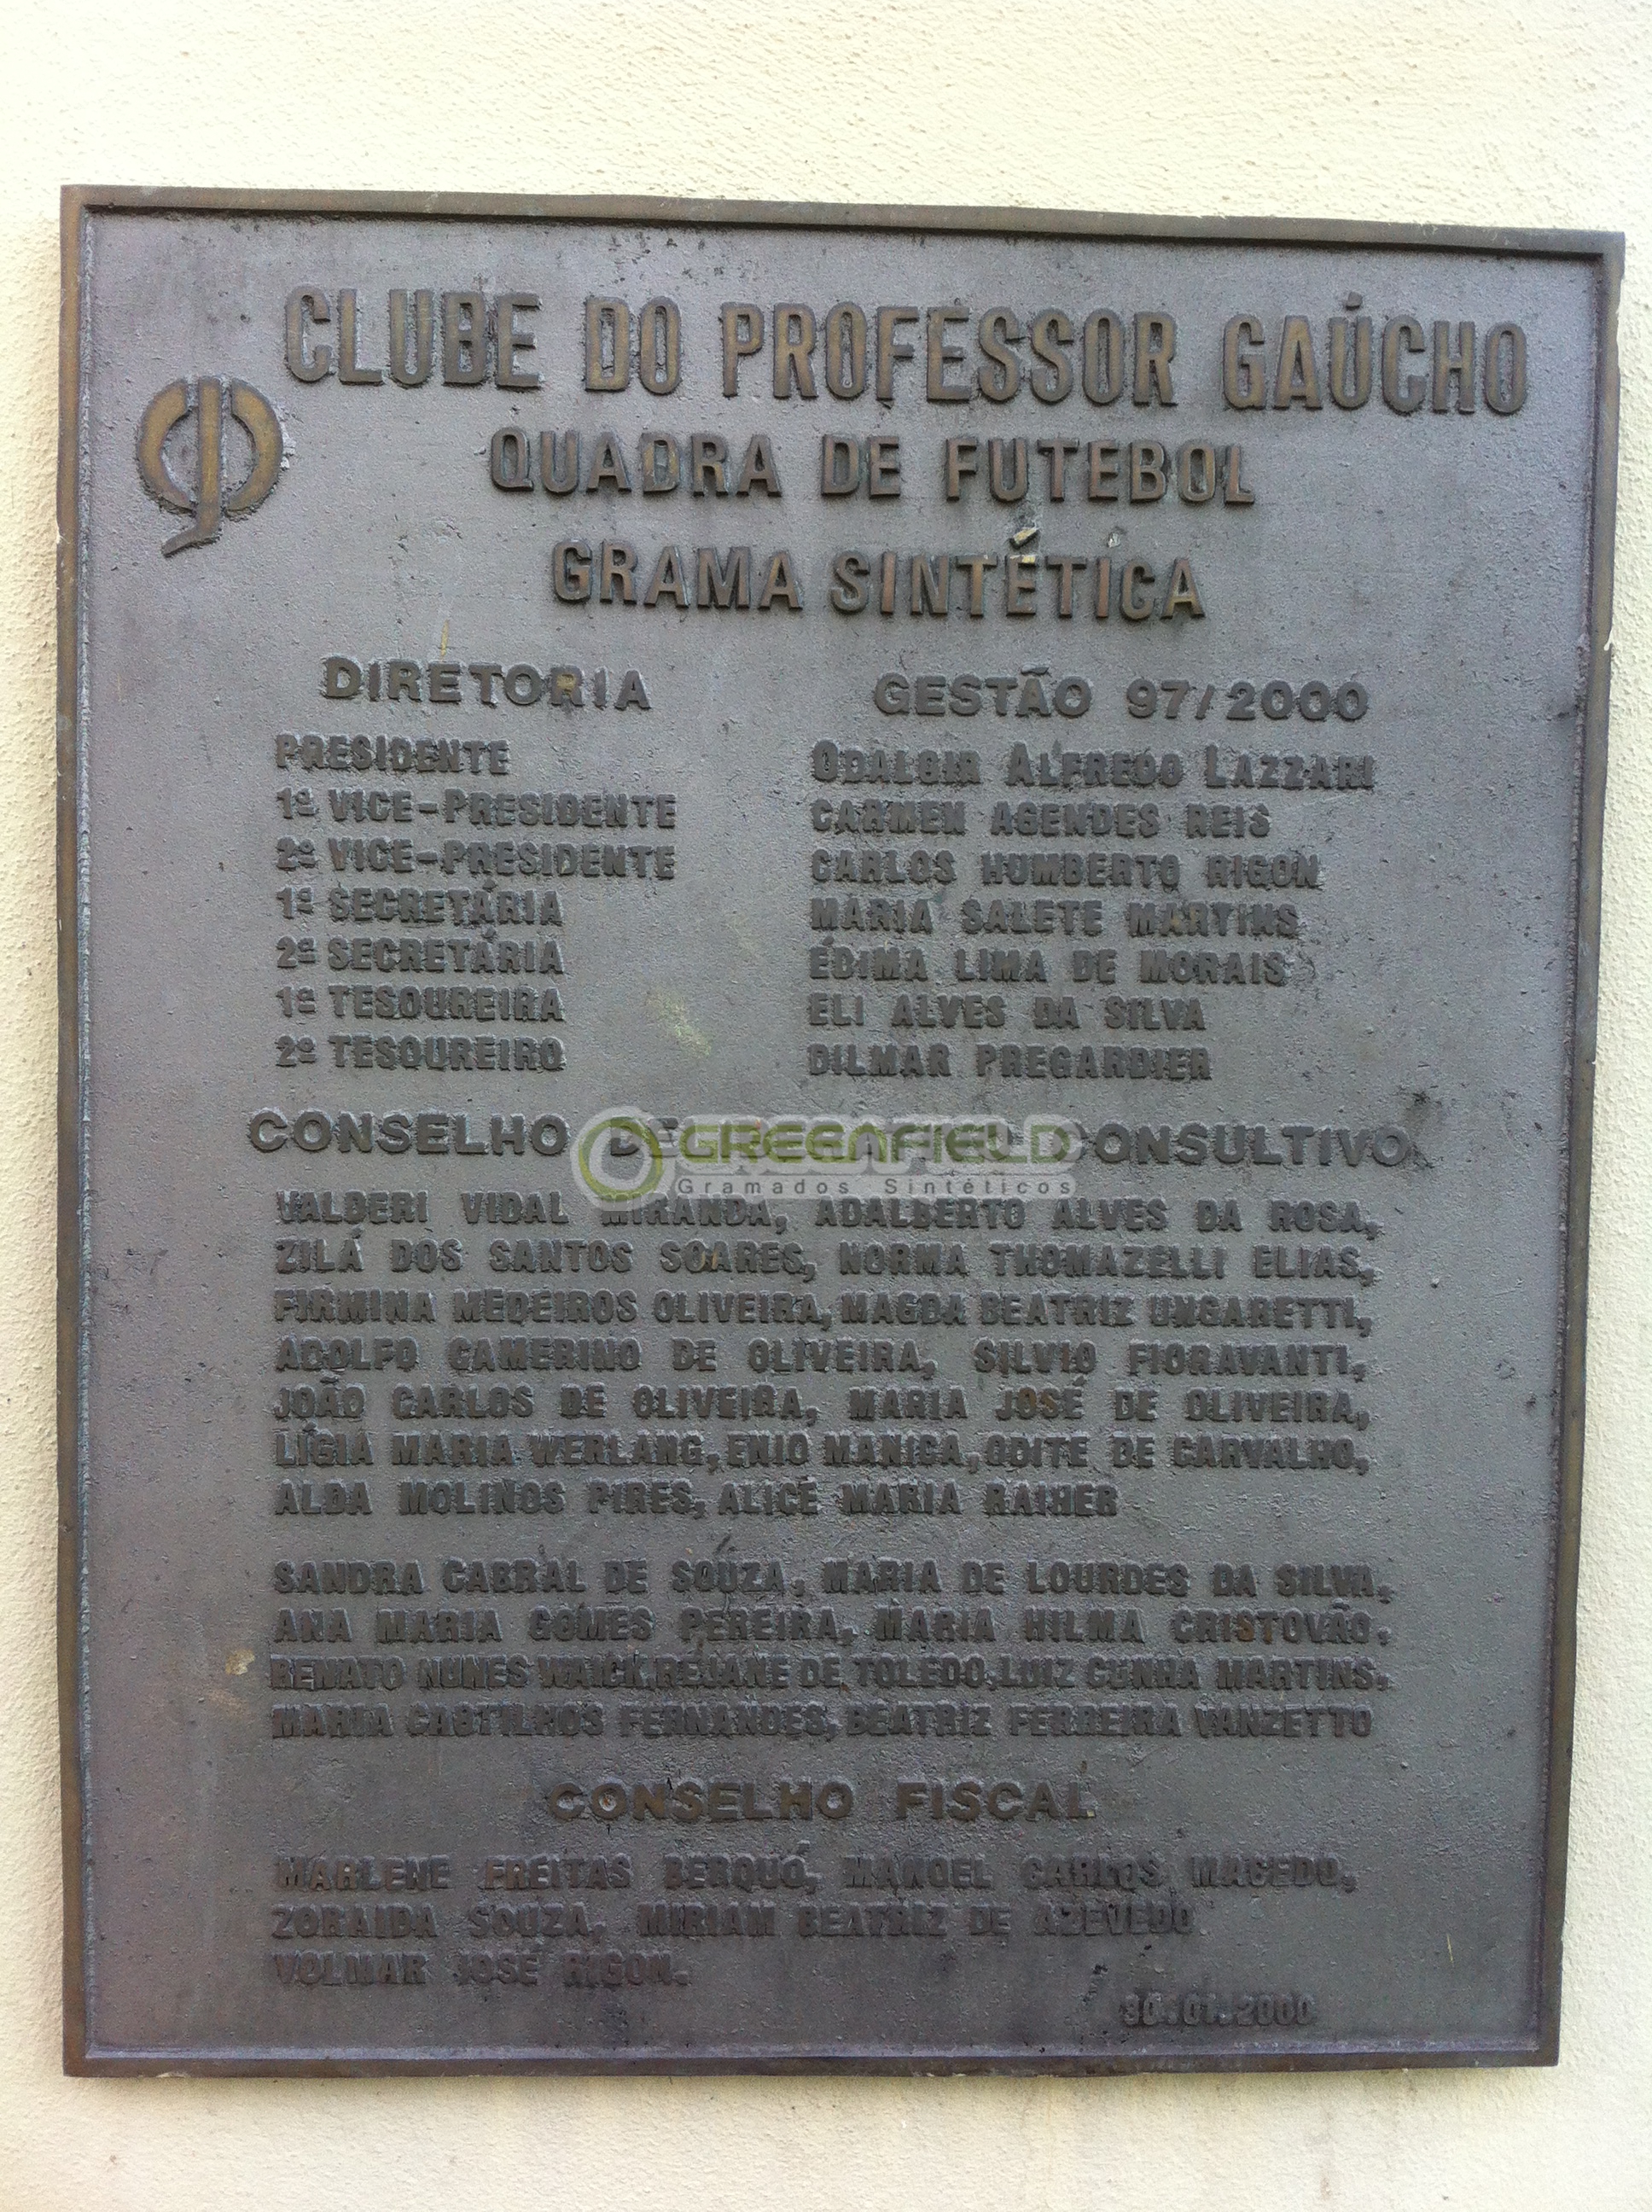 CLUBE DO PROFESSOR GAÚCHO
QUADRA DE FUTEBOL
GRAMA SINTÉTICA
DIRETORIA GESTÃO 97/2000
PRESIDENTE ODALGIR ALFREDO LAZZARI
1ª VICE-PRESIDENTE CARMEN AGENDES REIS
2º VICE-PRESIDENTE CARLOS HUMBERTO RIGON
1ª SECRETÁRIA MARIA SALETE MARTINS
2ª SECRETÁRIA ÉDIMA LIMA DE MORAIS
1ª TESOUREIRA ELI ALVES DA SILVA
2º TESOUREIRO DILMAR PREGARDIER
CONSELHO DE CONSULTIVO
GREENFIELD
Gramados Sintéticos
VALDERI VIDAL MIRANDA, ADALBERTO ALVES DA ROSA,
ZILÁ DOS SANTOS SOARES, NORMA THOMAZELLI ELIAS,
FIRMINA MEDEIROS OLIVEIRA, MAGDA BEATRIZ UNGARETTI,
ADOLFO CAMERINO DE OLIVEIRA, SILVIO FIORAVANTI,
JOÃO CARLOS DE OLIVEIRA, MARIA JOSÉ DE OLIVEIRA,
LÍGIA MARIA WERLANG, ENIO MANICA, ODITE DE CARVALHO,
ALDA MOLINOS PIRES, ALICE MARIA RAIHER
SANDRA CABRAL DE SOUZA, MARIA DE LOURDES DA SILVA,
ANA MARIA GOMES PEREIRA, MARIA HILMA CRISTOVÃO,
RENATO NUNES WAICK, REJANE DE TOLEDO, LUIZ CUNHA MARTINS,
MARIA CASTILHOS FERNANDES, BEATRIZ FERREIRA VANZETTO
CONSELHO FISCAL
MARLENE FREITAS BERQUÓ, MANOEL CARLOS MACEDO,
ZORAIDA SOUZA, MIRIAM BEATRIZ DE AZEVEDO
VOLMAR JOSÉ RIGON.
30.01.2000